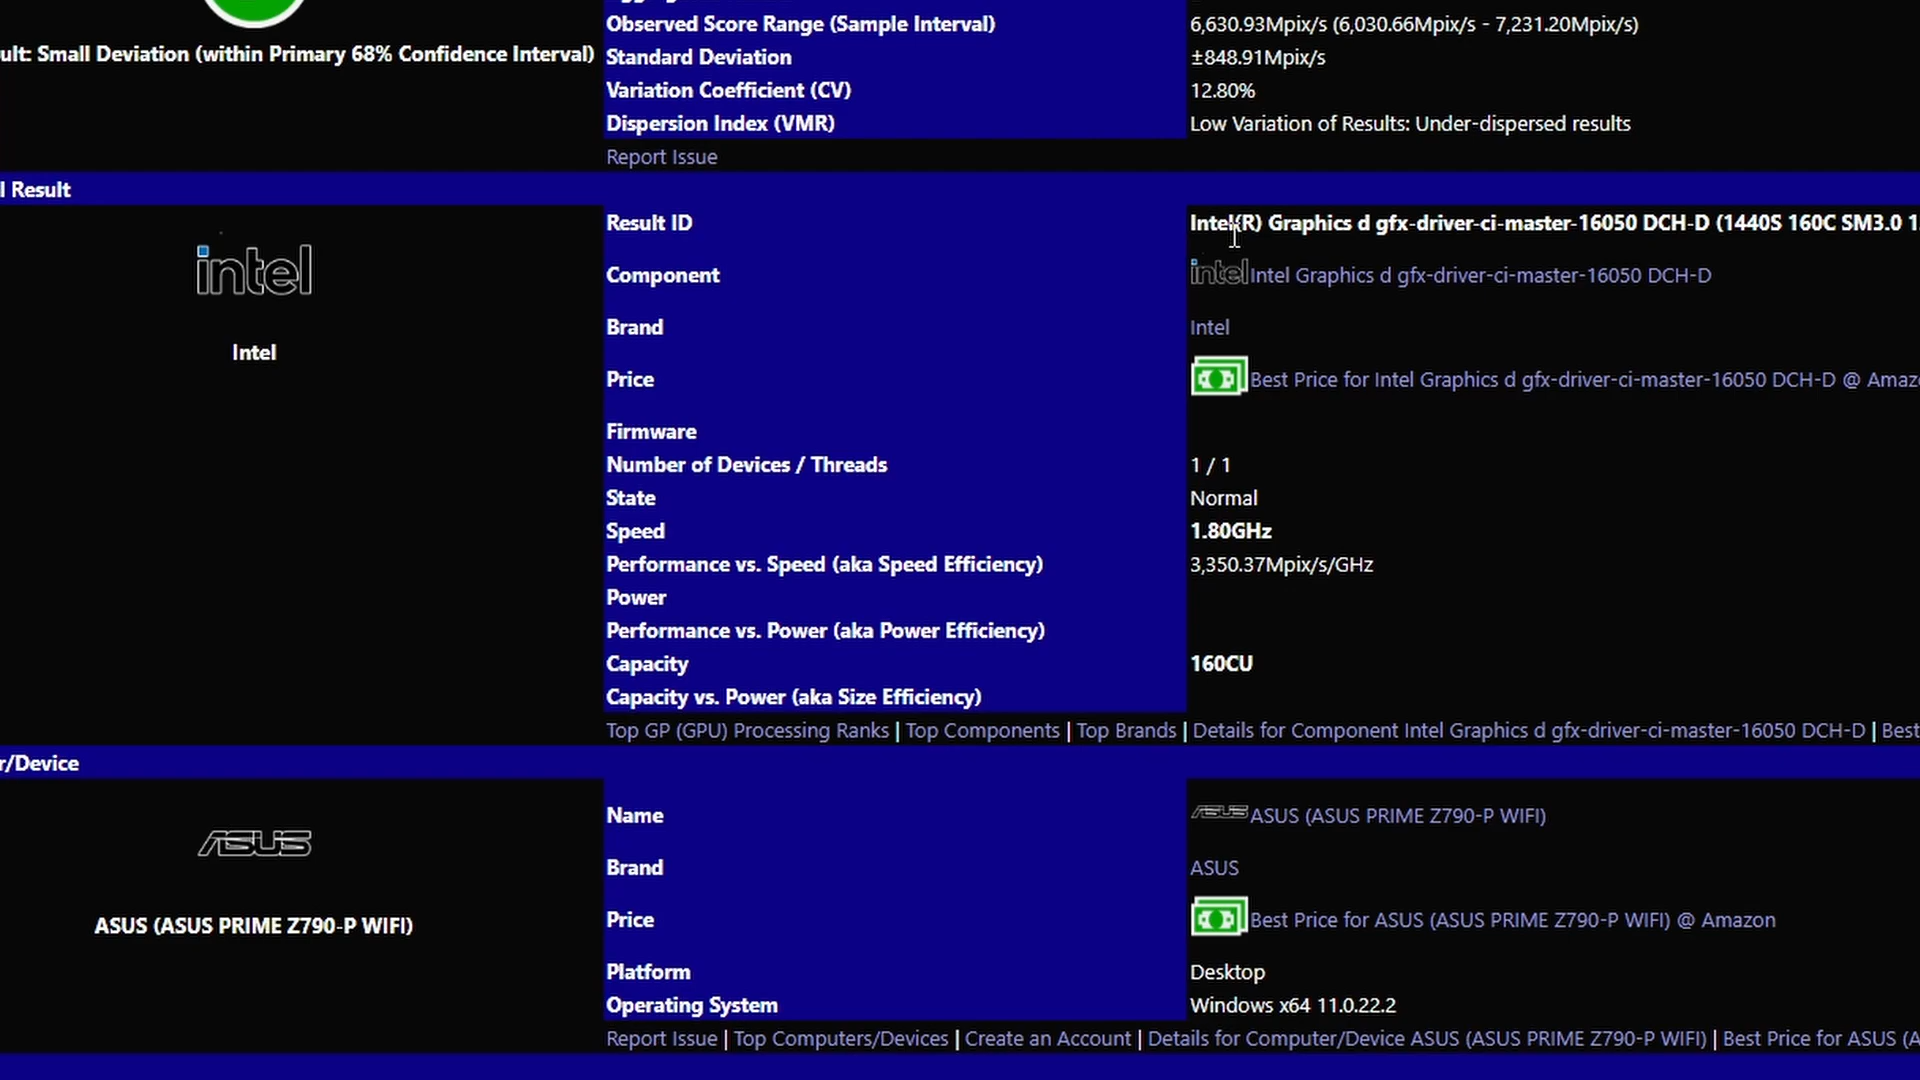 Observed Score Range (Sample Interval) 6,630.93Mpix/s (6,030.66Mpix/s - 7,231.20Mpix/s)
ult: Small Deviation (within Primary 68% Confidence Interval)
Standard Deviation ±848.91Mpix/s
Variation Coefficient (CV) 12.80%
Dispersion Index (VMR) Low Variation of Results: Under-dispersed results
Report Issue
l Result
Result ID Intel(R) Graphics d gfx-driver-ci-master-16050 DCH-D (1440S 160C SM3.0 1
intel
Component intel Intel Graphics d gfx-driver-ci-master-16050 DCH-D
Brand Intel
Intel
Price Best Price for Intel Graphics d gfx-driver-ci-master-16050 DCH-D @ Amaz
Firmware
Number of Devices / Threads 1 / 1
State Normal
Speed 1.80GHz
Performance vs. Speed (aka Speed Efficiency) 3,350.37Mpix/s/GHz
Power
Performance vs. Power (aka Power Efficiency)
Capacity 160CU
Capacity vs. Power (aka Size Efficiency)
Top GP (GPU) Processing Ranks | Top Components | Top Brands | Details for Component Intel Graphics d gfx-driver-ci-master-16050 DCH-D | Best
r/Device
Name ASUS ASUS (ASUS PRIME Z790-P WIFI)
ASUS
Brand ASUS
ASUS (ASUS PRIME Z790-P WIFI)
Price Best Price for ASUS (ASUS PRIME Z790-P WIFI) @ Amazon
Platform Desktop
Operating System Windows x64 11.0.22.2
Report Issue | Top Computers/Devices | Create an Account | Details for Computer/Device ASUS (ASUS PRIME Z790-P WIFI) | Best Price for ASUS (A